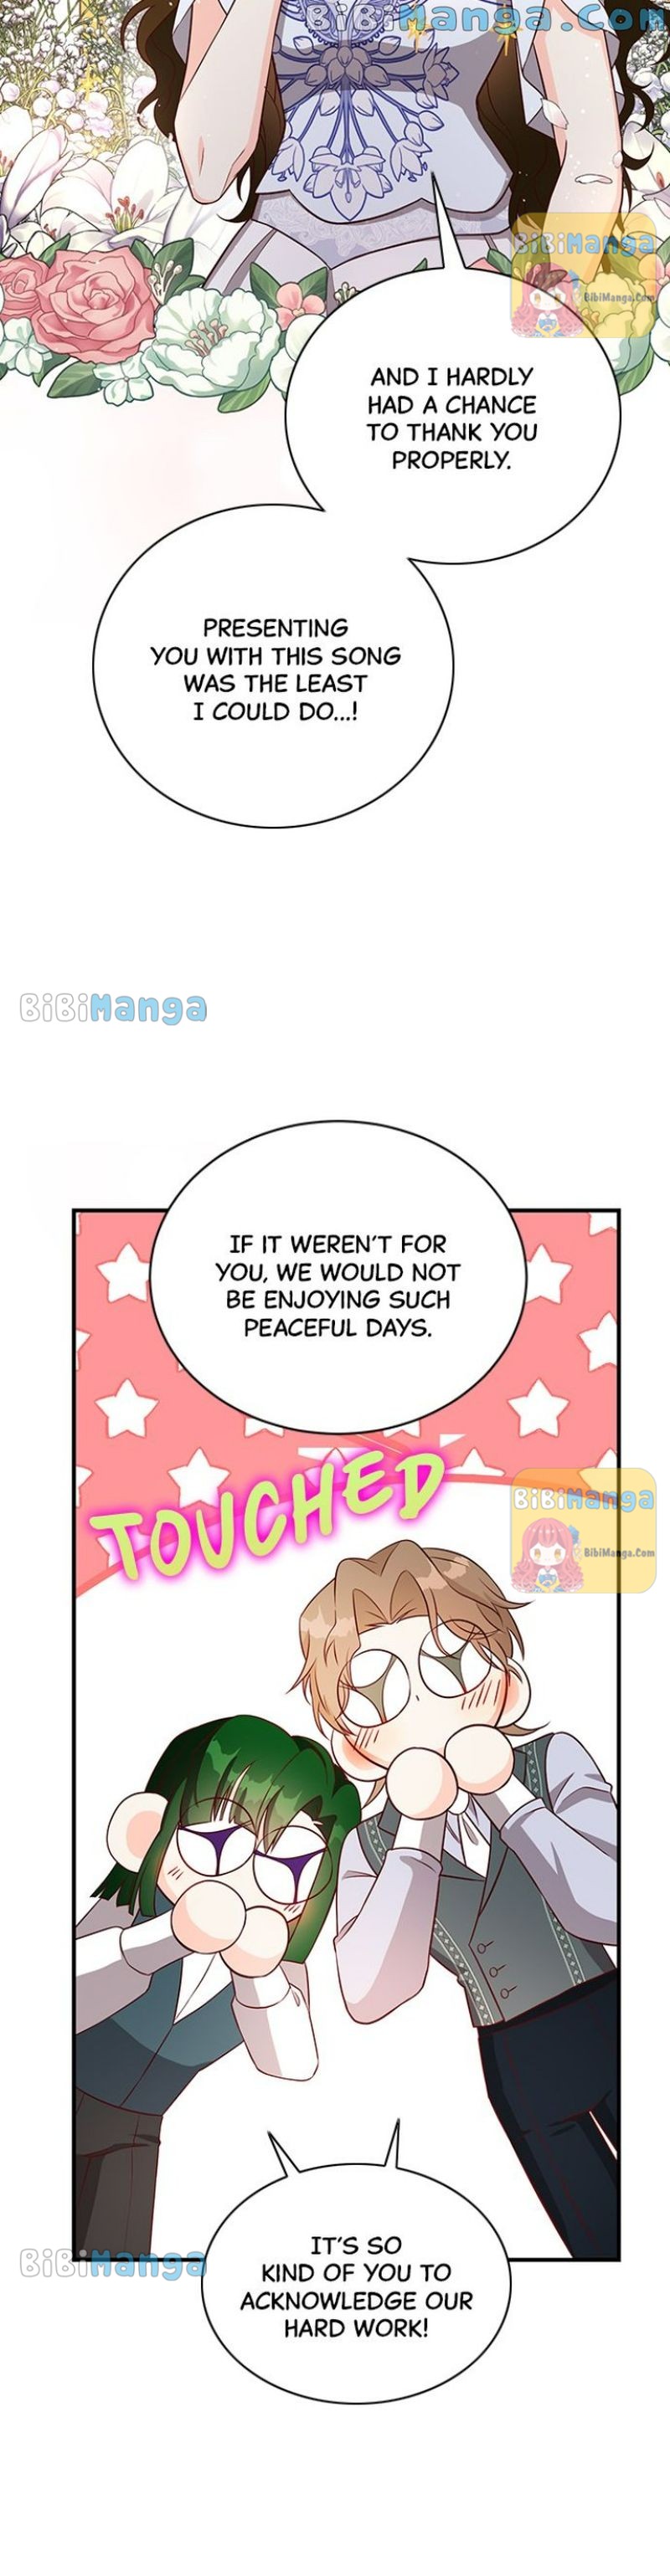 BiBiManga.Com
BiBiManga
BibiManga.Com
AND I HARDLY
HAD A CHANCE
TO THANK YOU
PROPERLY.
PRESENTING
YOU WITH THIS SONG
WAS THE LEAST
I COULD DO...!
BiBiManga
IF IT WEREN'T FOR
YOU, WE WOULD NOT
BE ENJOYING SUCH
PEACEFUL DAYS.
TOUCHED
BiBiManga
BibiManga.Com
IT'S SO
KIND OF YOU TO
ACKNOWLEDGE OUR
HARD WORK!
BiBiManga